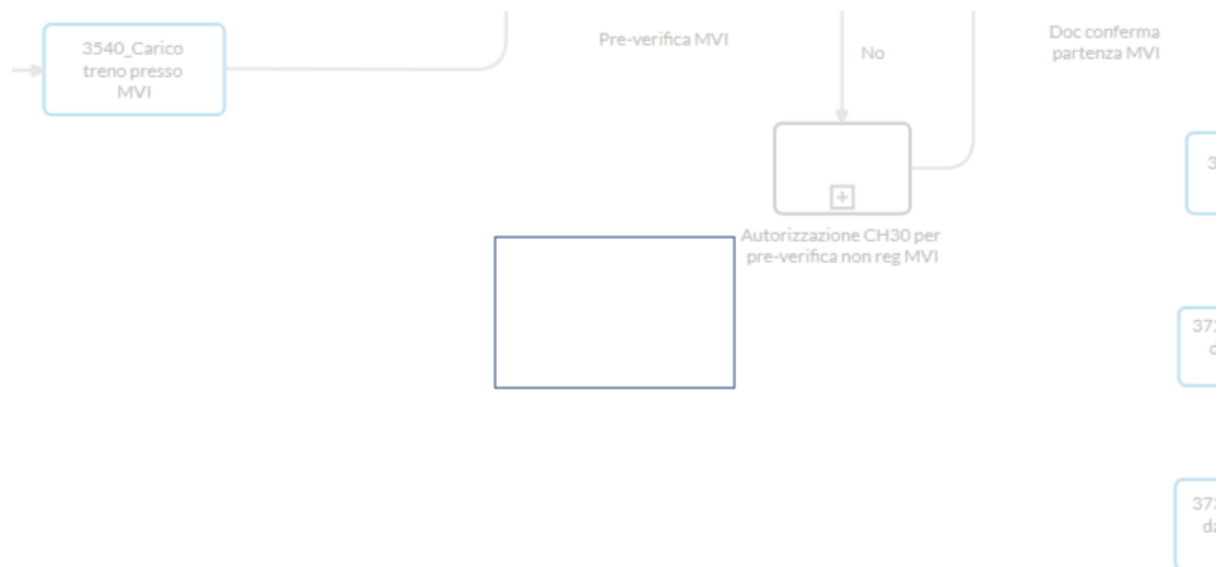 3540_Carico
treno presso
MVI
Pre-verifica MVI
No
Doc conferma
partenza MVI
Autorizzazione CH30 per
pre-verifica non reg MVI